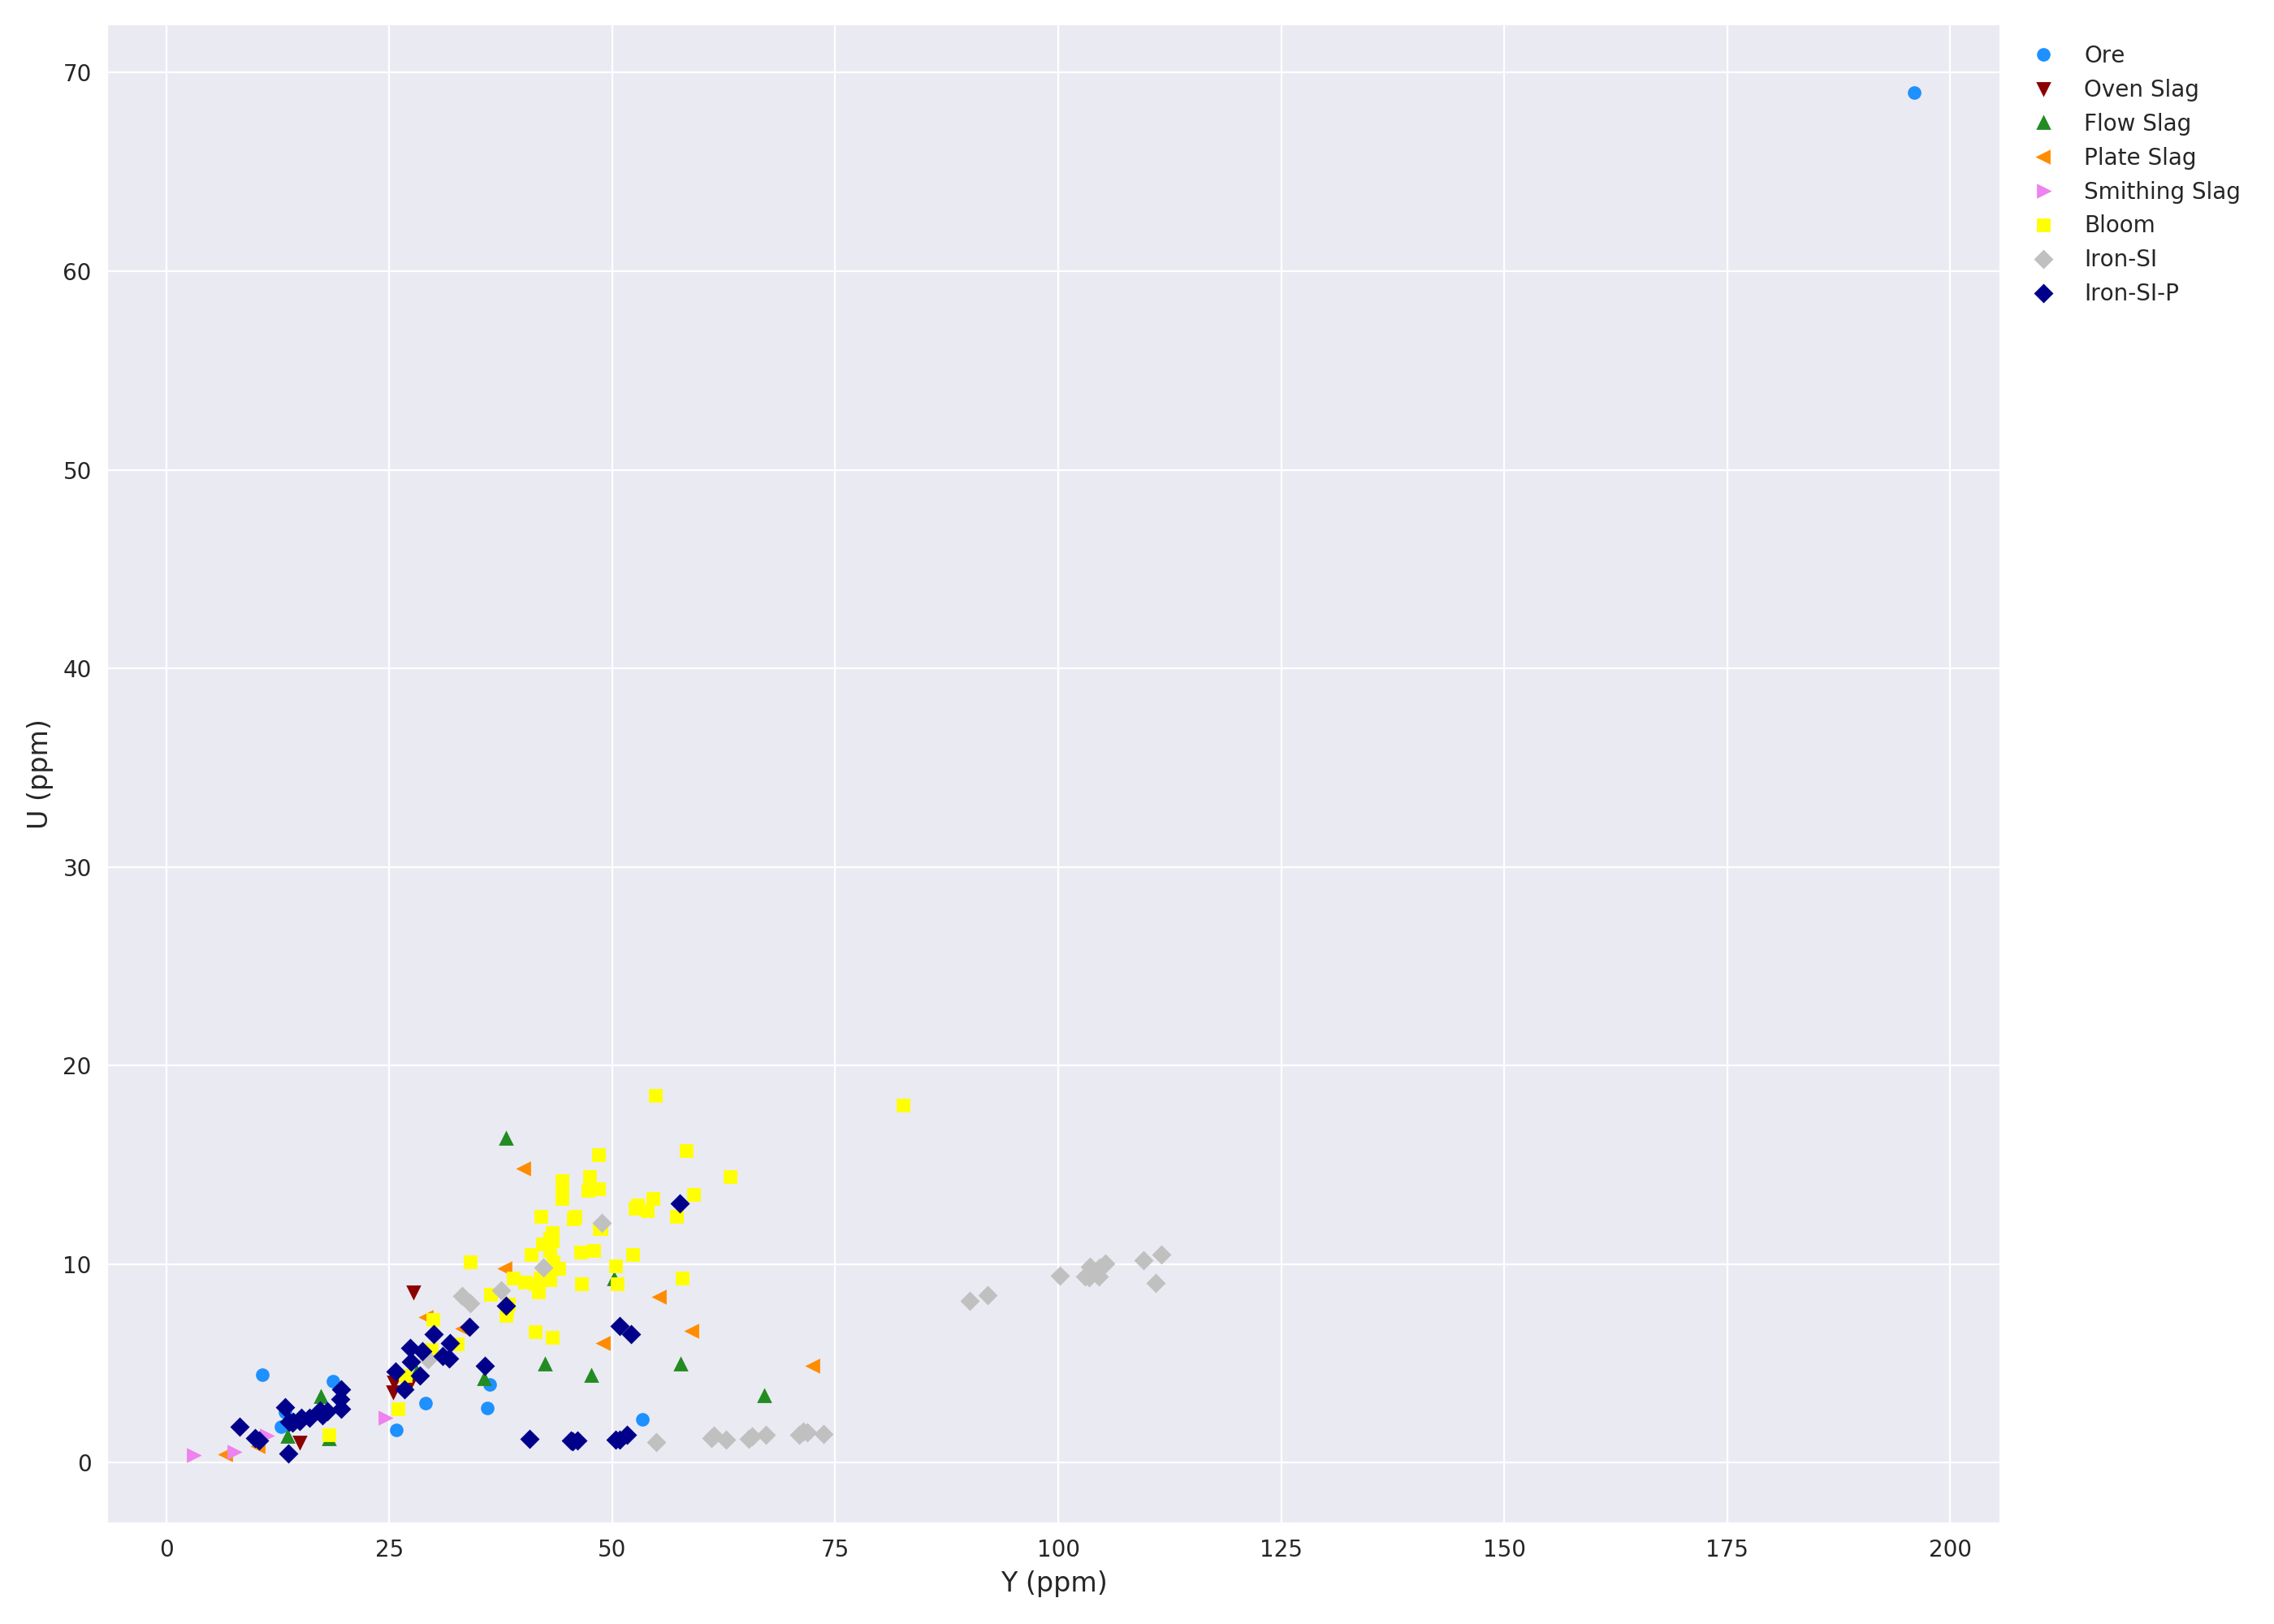 70
60
50
40
30
20
10
0
U (ppm)
0 25 50 75 100 125 150 175 200
Y (ppm)
Ore
Oven Slag
Flow Slag
Plate Slag
Smithing Slag
Bloom
Iron-SI
Iron-SI-P